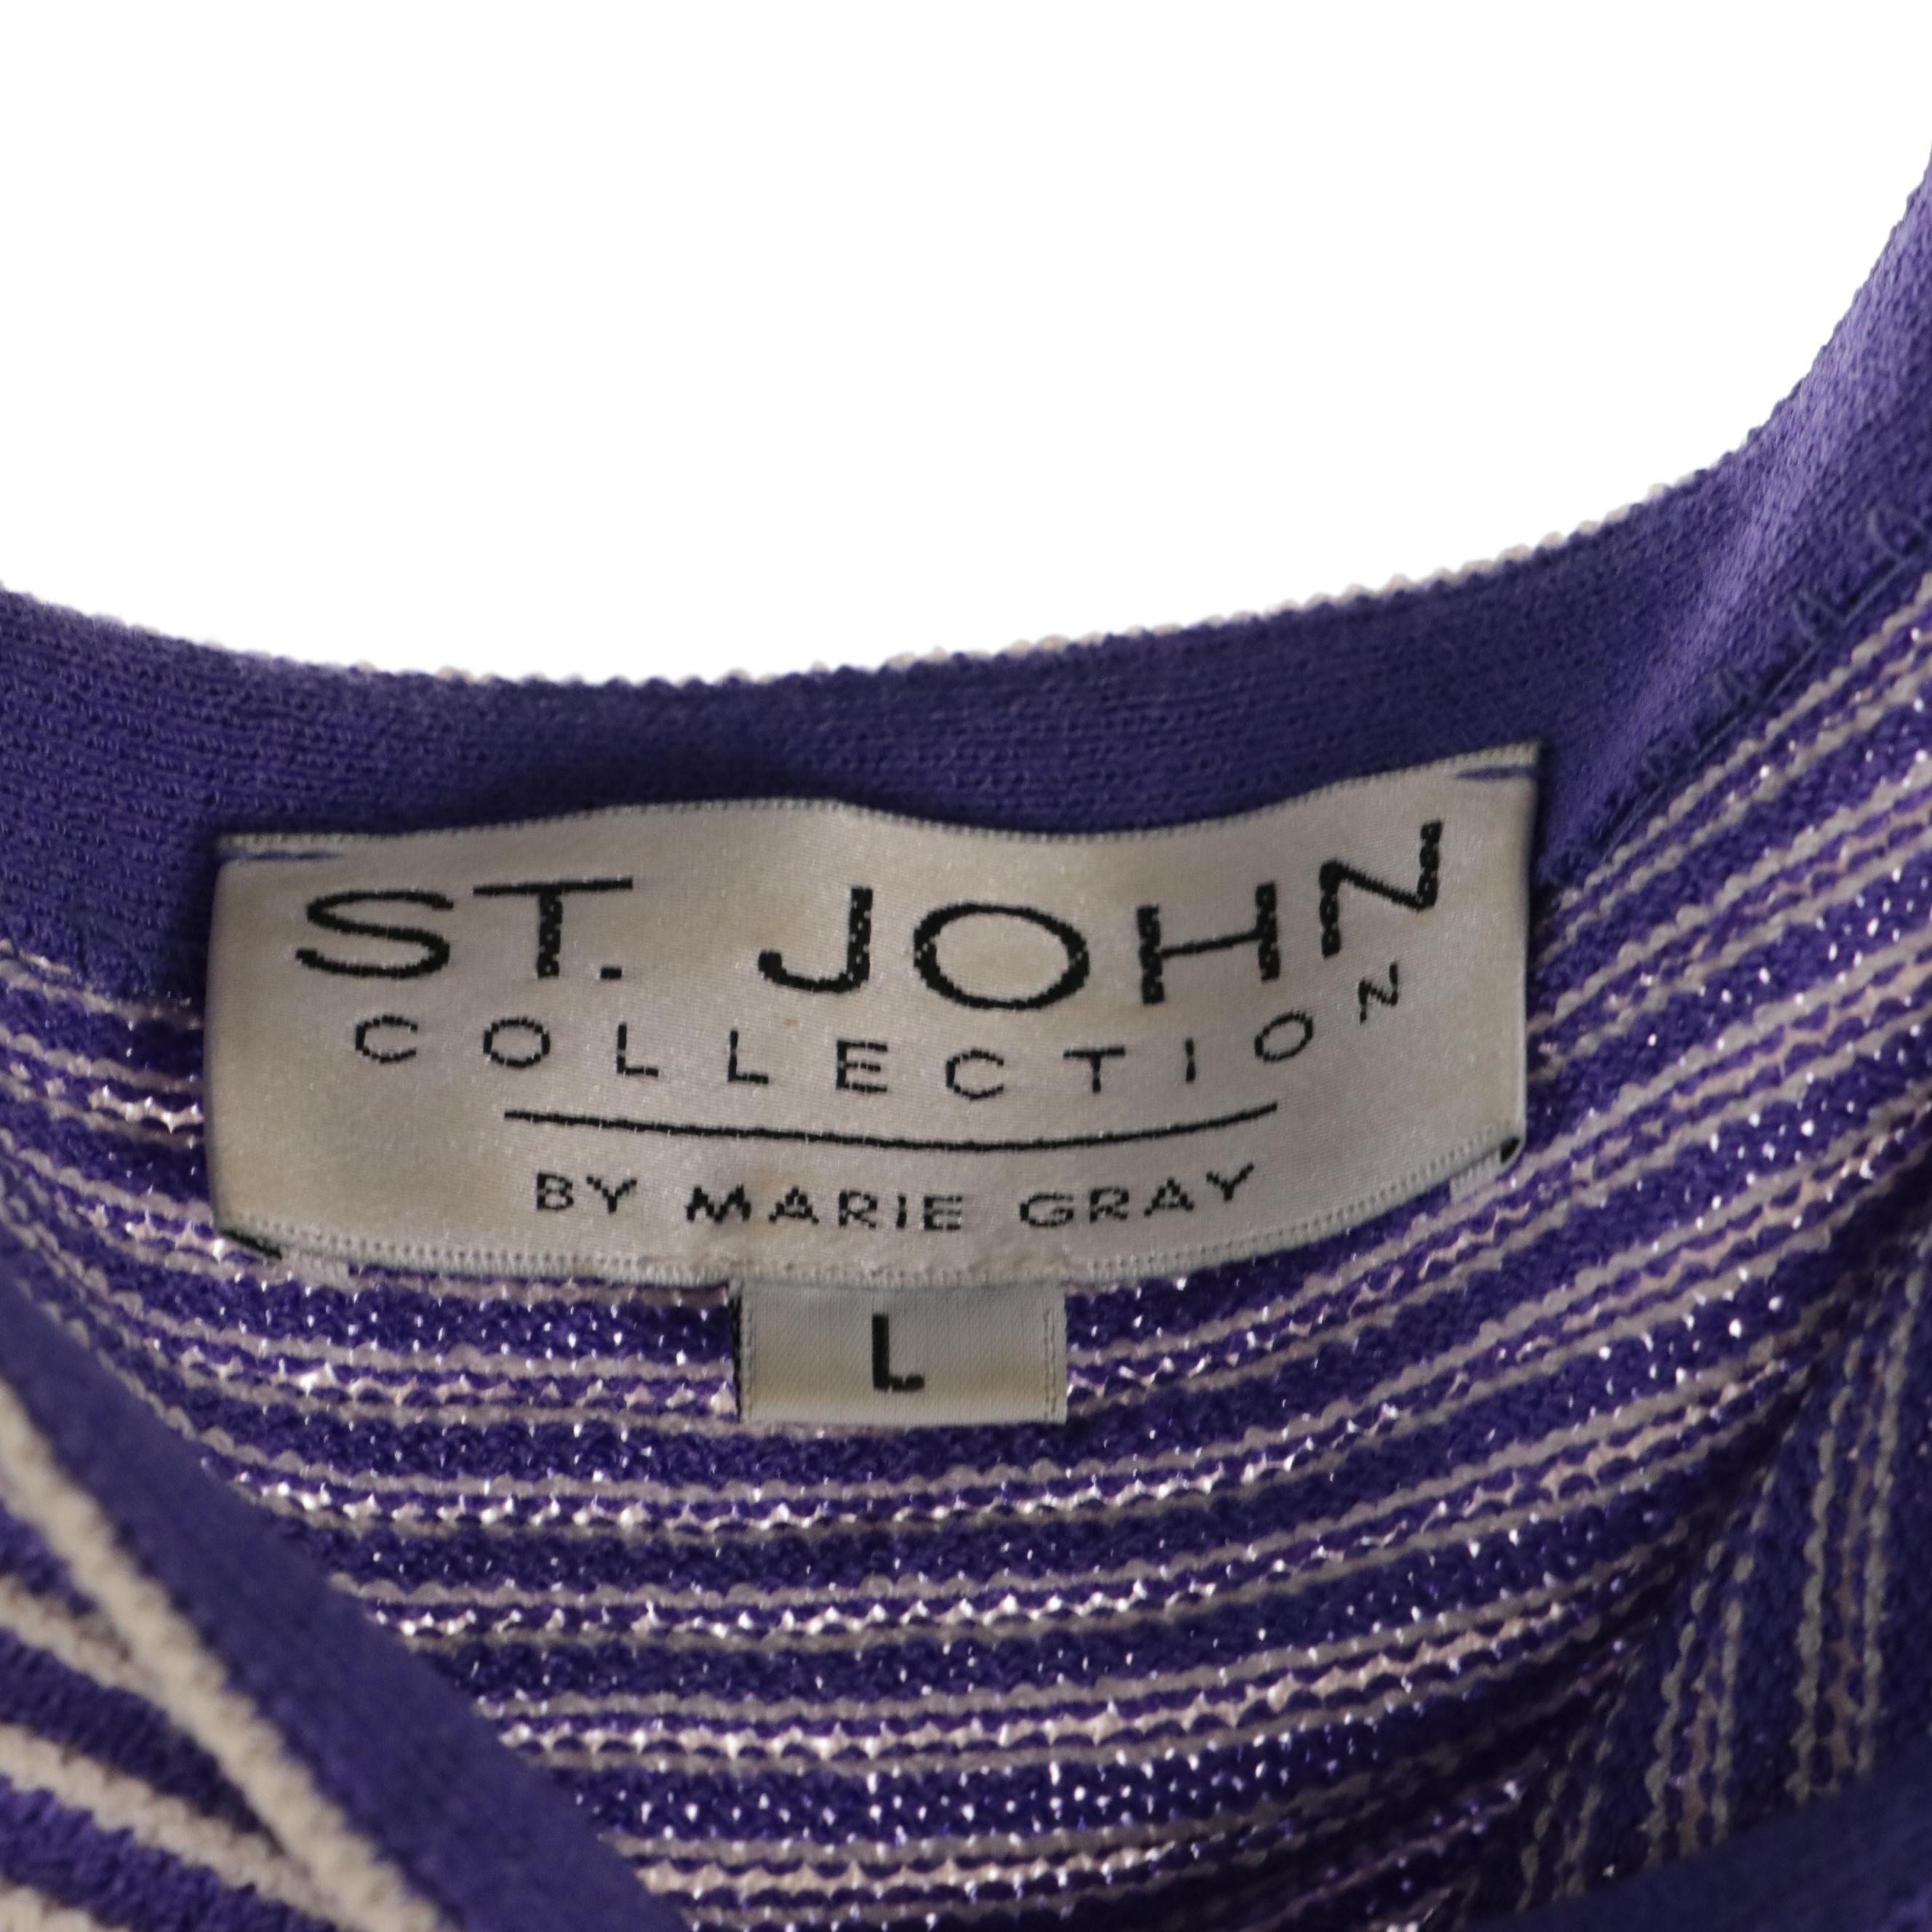 ST. JOHN
COLLECTION
BY MARIE GRAY
L